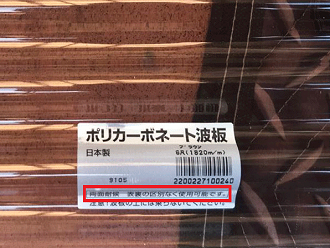 ポリカーボネート波板
日本製
ブラウン
6R(1820m/m)
9105
2200227100240
両面耐候 表裏の区別なく使用可能です。
注意!波板の上には乗らないでください。